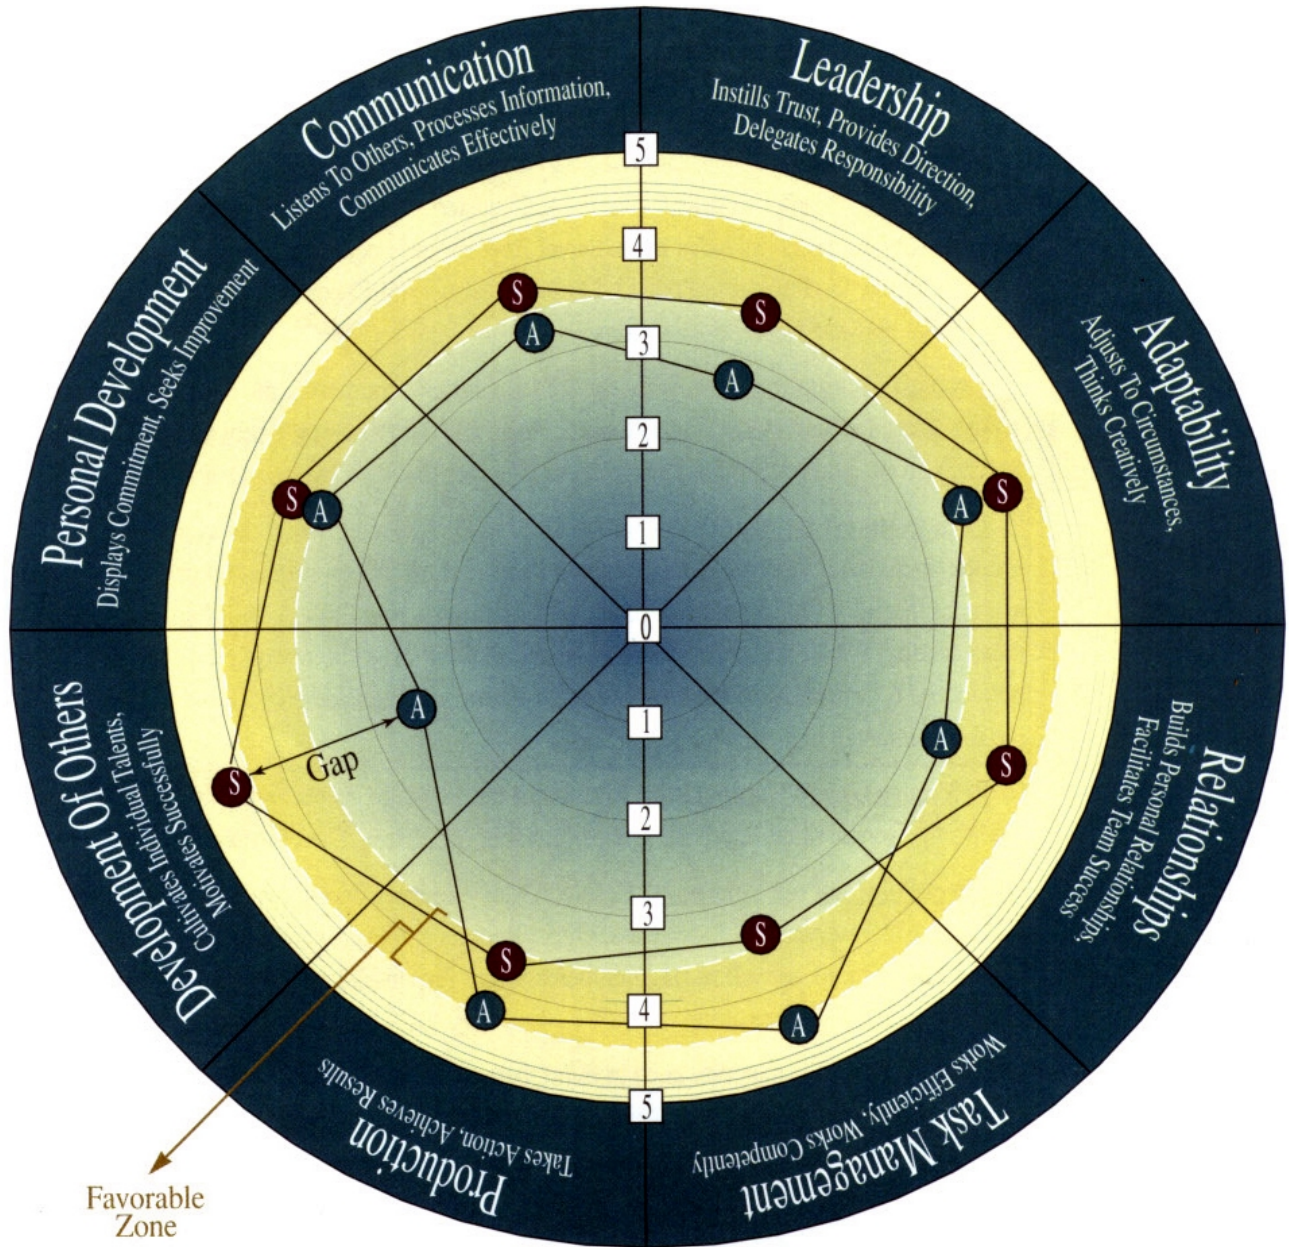 Communication
Listens To Others, Processes Information,
Communicates Effectively
Leadership
Instills Trust, Provides Direction,
Delegates Responsibility
Adaptability
Adjusts To Circumstances,
Thinks Creatively
Relationships
Builds Personal Relationships,
Facilitates Team Success
Task Management
Works Efficiently, Works Competently
Production
Takes Action, Achieves Results
Development Of Others
Cultivates Individual Talents,
Motivates Successfully
Personal Development
Displays Commitment, Seeks Improvement
5
4
S
S
3
A
A
2
S
A
A
S
1
0
A
1
A
S
Gap
S
2
3
S
S
4
A
A
5
Favorable
Zone